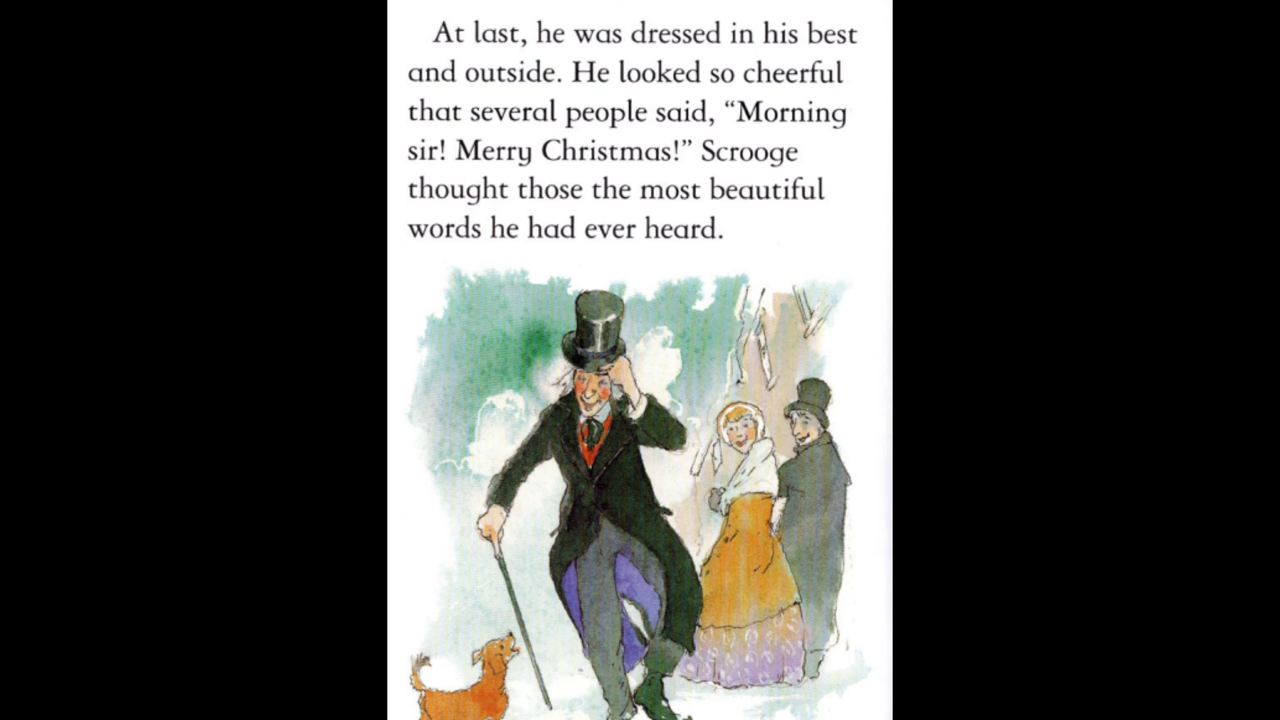 At last, he was dressed in his best
and outside. He looked so cheerful
that several people said, “Morning
sir! Merry Christmas!” Scrooge
thought those the most beautiful
words he had ever heard.